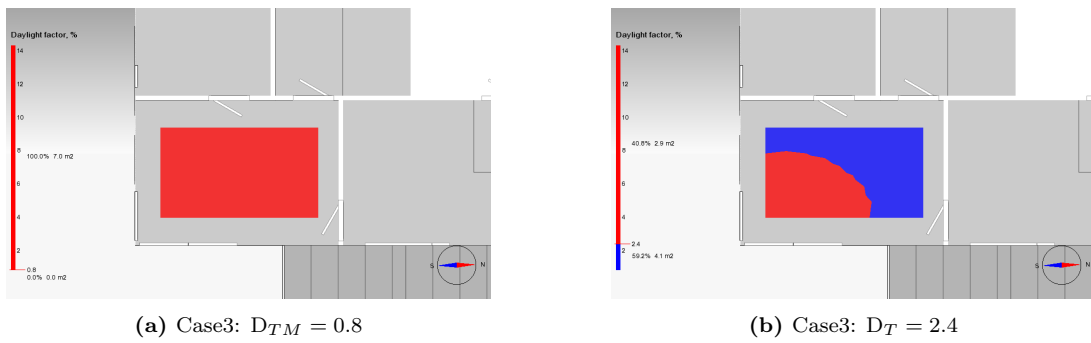 Daylight factor, %
14
12
10
8
100.0% 7.0 m2
6
4
2
0.8
0.0% 0.0 m2
S
N
(a) Case3: D_TM = 0.8
Daylight factor, %
14
12
10
40.8% 2.9 m2
8
6
4
2.4
2
59.2% 4.1 m2
S
N
(b) Case3: D_T = 2.4